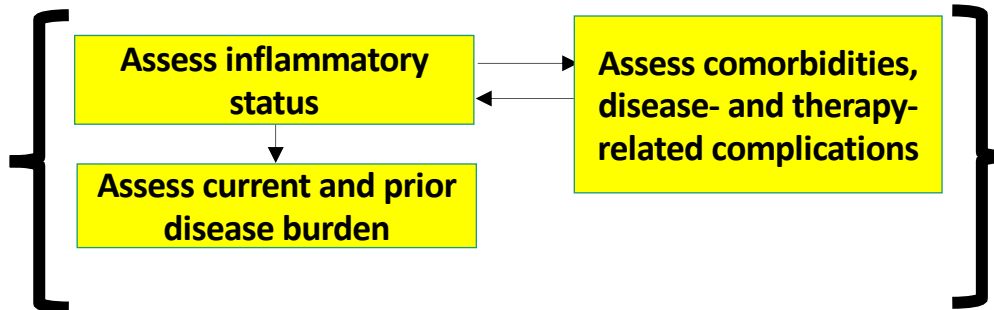 Assess inflammatory
status
Assess current and prior
disease burden
Assess comorbidities,
disease- and therapy-
related complications